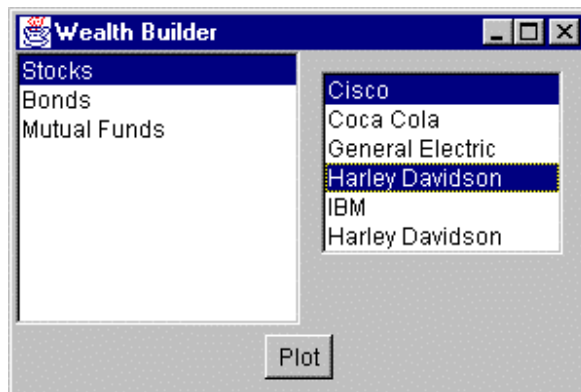 Wealth Builder
Stocks
Bonds
Mutual Funds
Cisco
Coca Cola
General Electric
Harley Davidson
IBM
Harley Davidson
Plot